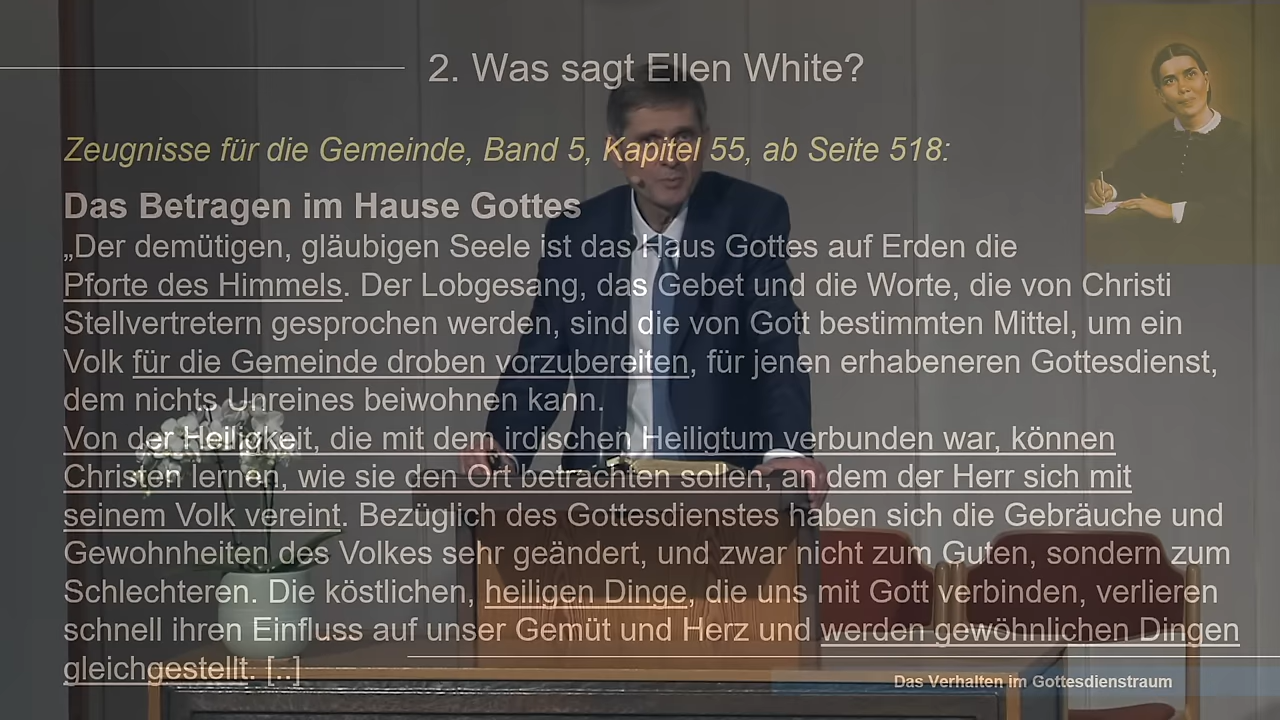 2. Was sagt Ellen White?
Zeugnisse für die Gemeinde, Band 5, Kapitel 55, ab Seite 518:
Das Betragen im Hause Gottes
„Der demütigen, gläubigen Seele ist das Haus Gottes auf Erden die
Pforte des Himmels. Der Lobgesang, das Gebet und die Worte, die von Christi
Stellvertretern gesprochen werden, sind die von Gott bestimmten Mittel, um ein
Volk für die Gemeinde droben vorzubereiten, für jenen erhabeneren Gottesdienst,
dem nichts Unreines beiwohnen kann.
Von der Heiligkeit, die mit dem irdischen Heiligtum verbunden war, können
Christen lernen, wie sie den Ort betrachten sollen, an dem der Herr sich mit
seinem Volk vereint. Bezüglich des Gottesdienstes haben sich die Gebräuche und
Gewohnheiten des Volkes sehr geändert, und zwar nicht zum Guten, sondern zum
Schlechteren. Die köstlichen, heiligen Dinge, die uns mit Gott verbinden, verlieren
schnell ihren Einfluss auf unser Gemüt und Herz und werden gewöhnlichen Dingen
gleichgestellt. [..]
Das Verhalten im Gottesdienstraum